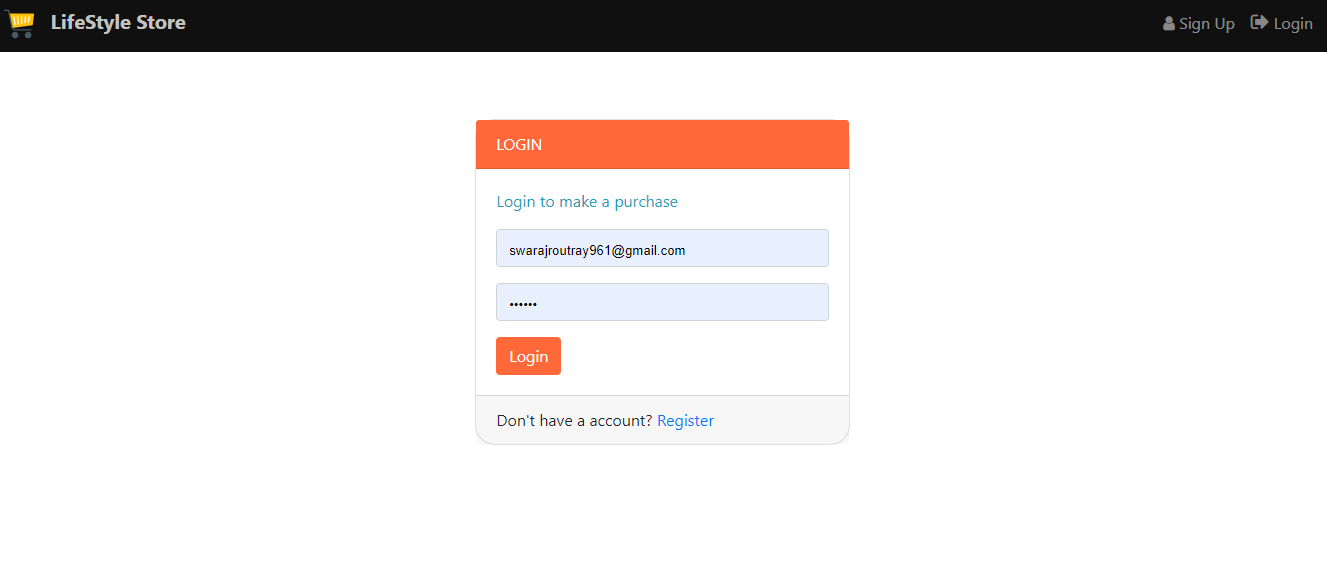 LifeStyle Store
Sign Up Login
LOGIN
Login to make a purchase
swarajroutray961@gmail.com
••••••
Login
Don't have a account? Register